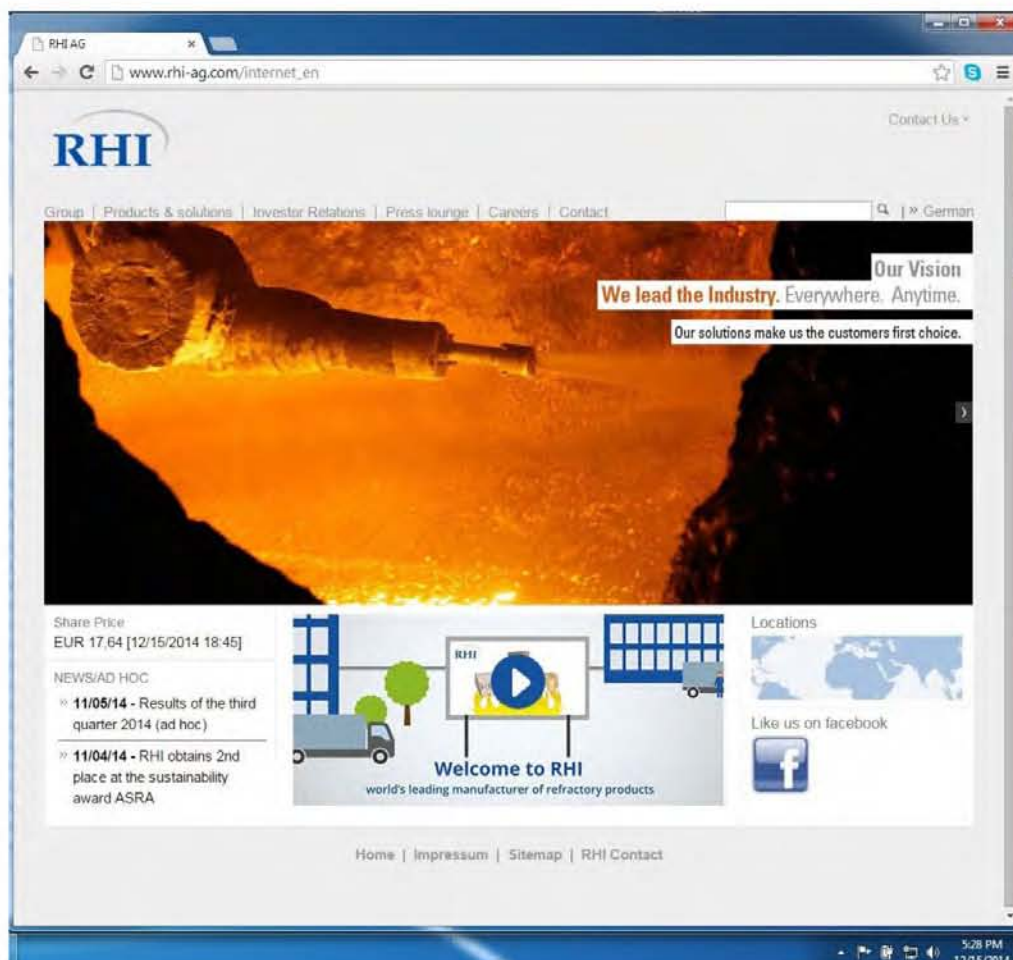 RHI AG
www.rhi-ag.com/internet_en
Contact Us
RHI
Group | Products & solutions | Investor Relations | Press lounge | Careers | Contact
| » German
Our Vision
We lead the Industry. Everywhere. Anytime.
Our solutions make us the customers first choice.
Share Price
EUR 17,64 [12/15/2014 18:45]
NEWS/AD HOC
» 11/05/14 - Results of the third
quarter 2014 (ad hoc)
» 11/04/14 - RHI obtains 2nd
place at the sustainability
award ASRA
RHI
Welcome to RHI
world's leading manufacturer of refractory products
Locations
Like us on facebook
f
Home | Impressum | Sitemap | RHI Contact
5:28 PM
12/15/2014